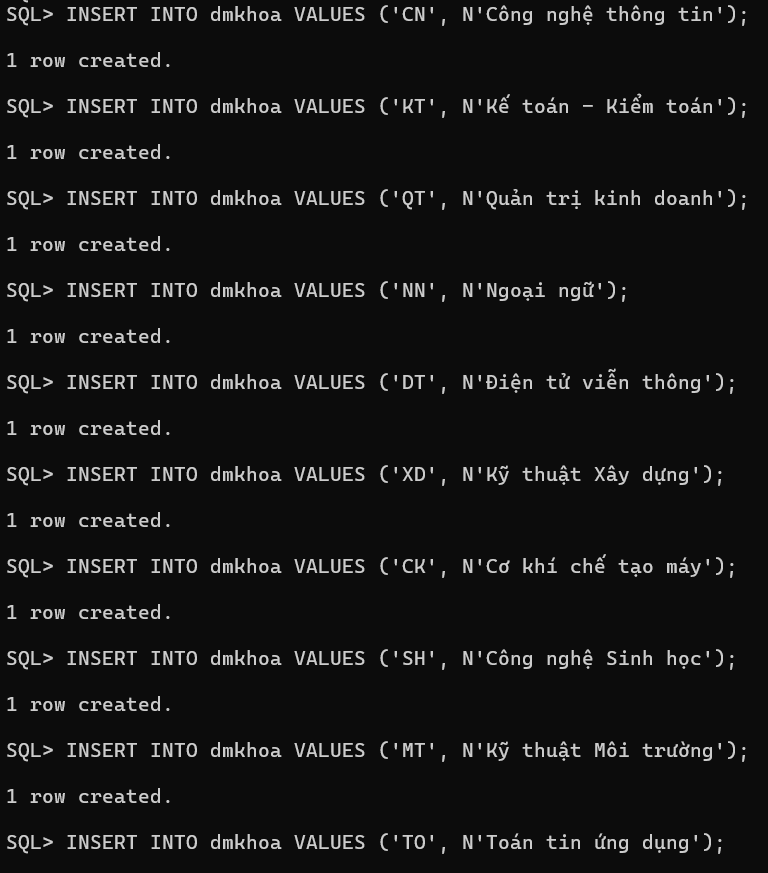 SQL> INSERT INTO dmkhoa VALUES ('CN', N'Công nghệ thông tin');
1 row created.
SQL> INSERT INTO dmkhoa VALUES ('KT', N'Kế toán – Kiểm toán');
1 row created.
SQL> INSERT INTO dmkhoa VALUES ('QT', N'Quản trị kinh doanh');
1 row created.
SQL> INSERT INTO dmkhoa VALUES ('NN', N'Ngoại ngữ');
1 row created.
SQL> INSERT INTO dmkhoa VALUES ('DT', N'Điện tử viễn thông');
1 row created.
SQL> INSERT INTO dmkhoa VALUES ('XD', N'Kỹ thuật Xây dựng');
1 row created.
SQL> INSERT INTO dmkhoa VALUES ('CK', N'Cơ khí chế tạo máy');
1 row created.
SQL> INSERT INTO dmkhoa VALUES ('SH', N'Công nghệ Sinh học');
1 row created.
SQL> INSERT INTO dmkhoa VALUES ('MT', N'Kỹ thuật Môi trường');
1 row created.
SQL> INSERT INTO dmkhoa VALUES ('TO', N'Toán tin ứng dụng');